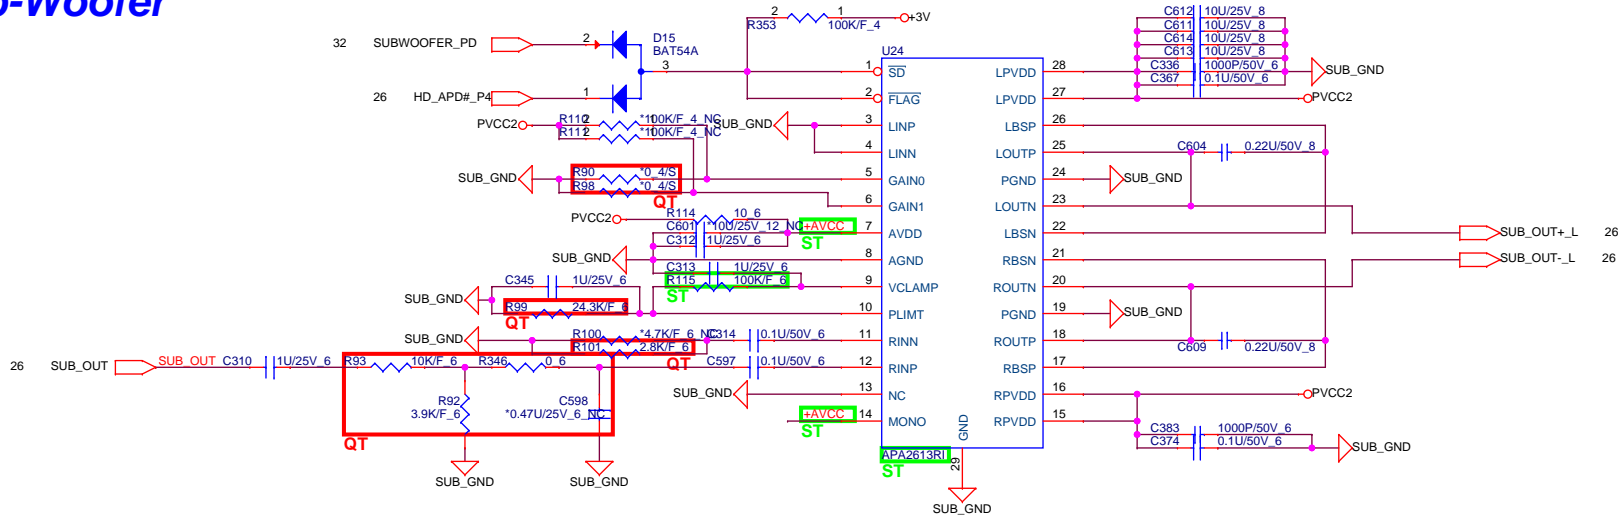 -Woofer
32 SUBWOOFER_PD
2
D15
BAT54A
3
26 HD_APD#_P4
1
2
R353
1
100K/F_4
+3V
U24
APA2613RI
ST
1 SD
2 FLAG
3 LINP
4 LINN
5 GAIN0
6 GAIN1
7 AVDD
8 AGND
9 VCLAMP
10 PLIMT
11 RINN
12 RINP
13 NC
14 MONO
GND
29
SUB_GND
LPVDD 28
LPVDD 27
LBSP 26
LOUTP 25
PGND 24
LOUTN 23
LBSN 22
RBSN 21
ROUTN 20
PGND 19
ROUTP 18
RBSP 17
RPVDD 16
RPVDD 15
PVCC2
R110 2 1 *100K/F_4_NC
R112 2 1 *100K/F_4_NC
SUB_GND
SUB_GND
R90 *0_4/S
R98 *0_4/S
QT
PVCC2
R114 10_6
C601 *10U/25V_12_NC
C312 1U/25V_6
+AVCC
ST
SUB_GND
C313 1U/25V_6
R115 100K/F_6
ST
C345 1U/25V_6
SUB_GND
R99 24.3K/F_6
QT
SUB_GND
R100 *4.7K/F_6_NC
R101 2.8K/F_6
QT
C314 0.1U/50V_6
C597 0.1U/50V_6
26 SUB_OUT
SUB_OUT
C310 1U/25V_6
R93 10K/F_6
R346 0_6
R92
3.9K/F_6
C598
*0.47U/25V_6_NC
QT
SUB_GND
SUB_GND
SUB_GND
+AVCC
ST
C612 10U/25V_8
C611 10U/25V_8
C614 10U/25V_8
C613 10U/25V_8
C336 1000P/50V_6
C367 0.1U/50V_6
SUB_GND
PVCC2
C604 0.22U/50V_8
SUB_GND
SUB_OUT+_L 26
SUB_OUT-_L 26
SUB_GND
C609 0.22U/50V_8
PVCC2
C383 1000P/50V_6
C374 0.1U/50V_6
SUB_GND